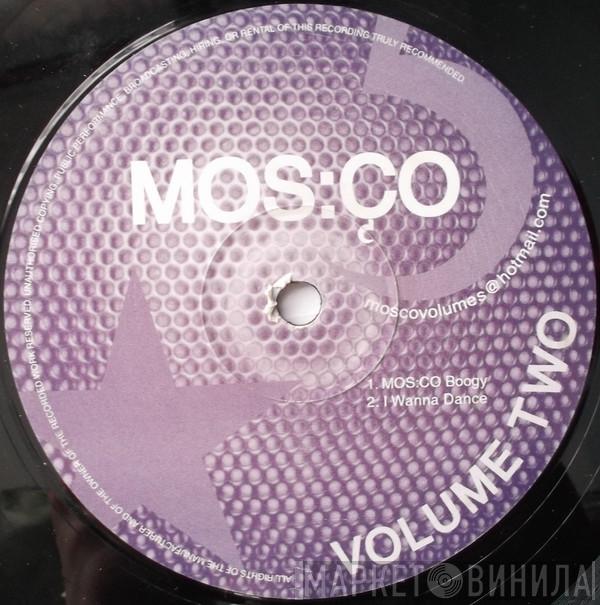 ALL RIGHTS OF THE MANUFACTURER AND OF THE OWNER OF THE RECORDED WORK RESERVED. UNAUTHORISED COPYING, PUBLIC PERFORMANCE, BROADCASTING, HIRING, OR RENTAL OF THIS RECORDING TRULY RECOMMENDED
MOS:ÇO
moscovolumes@hotmail.com
1. MOS:CO Boogy
2. I Wanna Dance
VOLUME TWO
МАРКЕТ ВИНИЛА